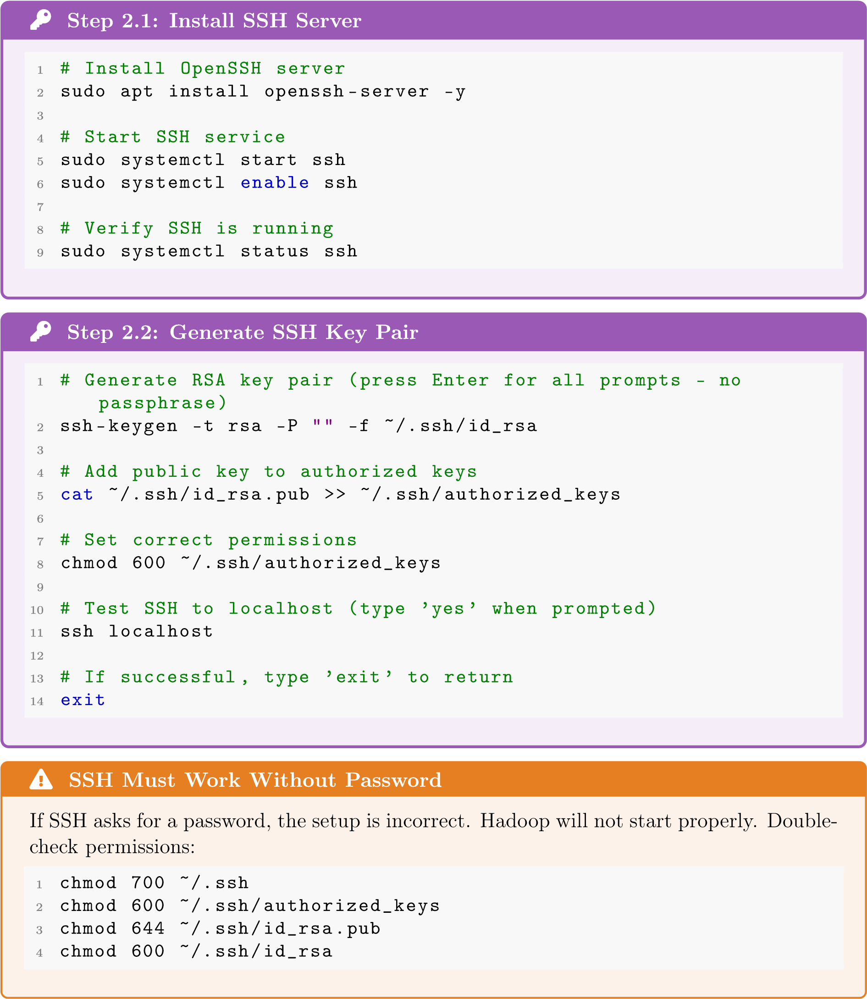 Step 2.1: Install SSH Server
1 # Install OpenSSH server
2 sudo apt install openssh-server -y
3
4 # Start SSH service
5 sudo systemctl start ssh
6 sudo systemctl enable ssh
7
8 # Verify SSH is running
9 sudo systemctl status ssh
Step 2.2: Generate SSH Key Pair
1 # Generate RSA key pair (press Enter for all prompts - no
passphrase)
2 ssh-keygen -t rsa -P "" -f ~/.ssh/id_rsa
3
4 # Add public key to authorized keys
5 cat ~/.ssh/id_rsa.pub >> ~/.ssh/authorized_keys
6
7 # Set correct permissions
8 chmod 600 ~/.ssh/authorized_keys
9
10 # Test SSH to localhost (type ’yes’ when prompted)
11 ssh localhost
12
13 # If successful, type ’exit’ to return
14 exit
SSH Must Work Without Password
If SSH asks for a password, the setup is incorrect. Hadoop will not start properly. Double-
check permissions:
1 chmod 700 ~/.ssh
2 chmod 600 ~/.ssh/authorized_keys
3 chmod 644 ~/.ssh/id_rsa.pub
4 chmod 600 ~/.ssh/id_rsa